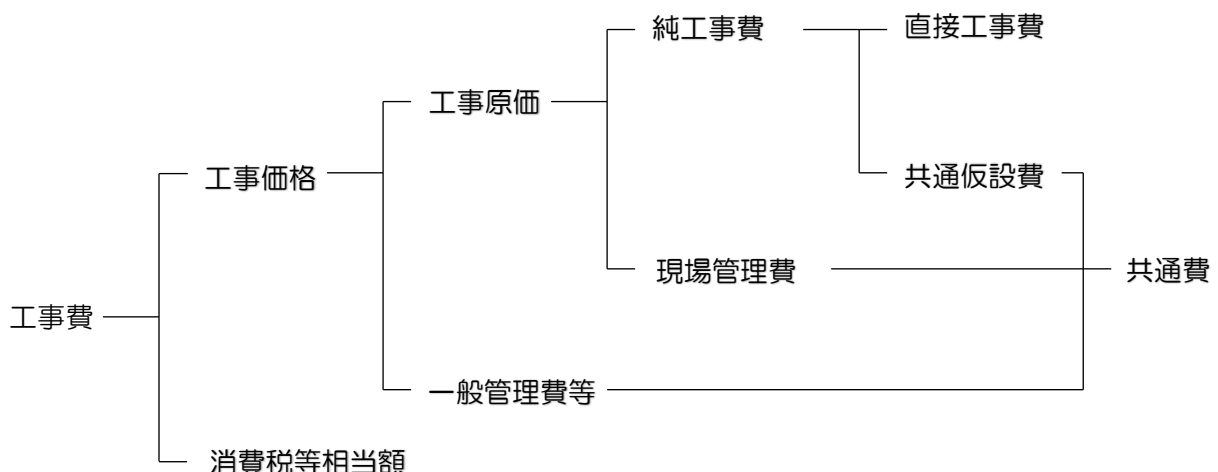 純工事費
直接工事費
工事原価
工事価格
共通仮設費
現場管理費
共通費
工事費
一般管理費等
消費税等相当額